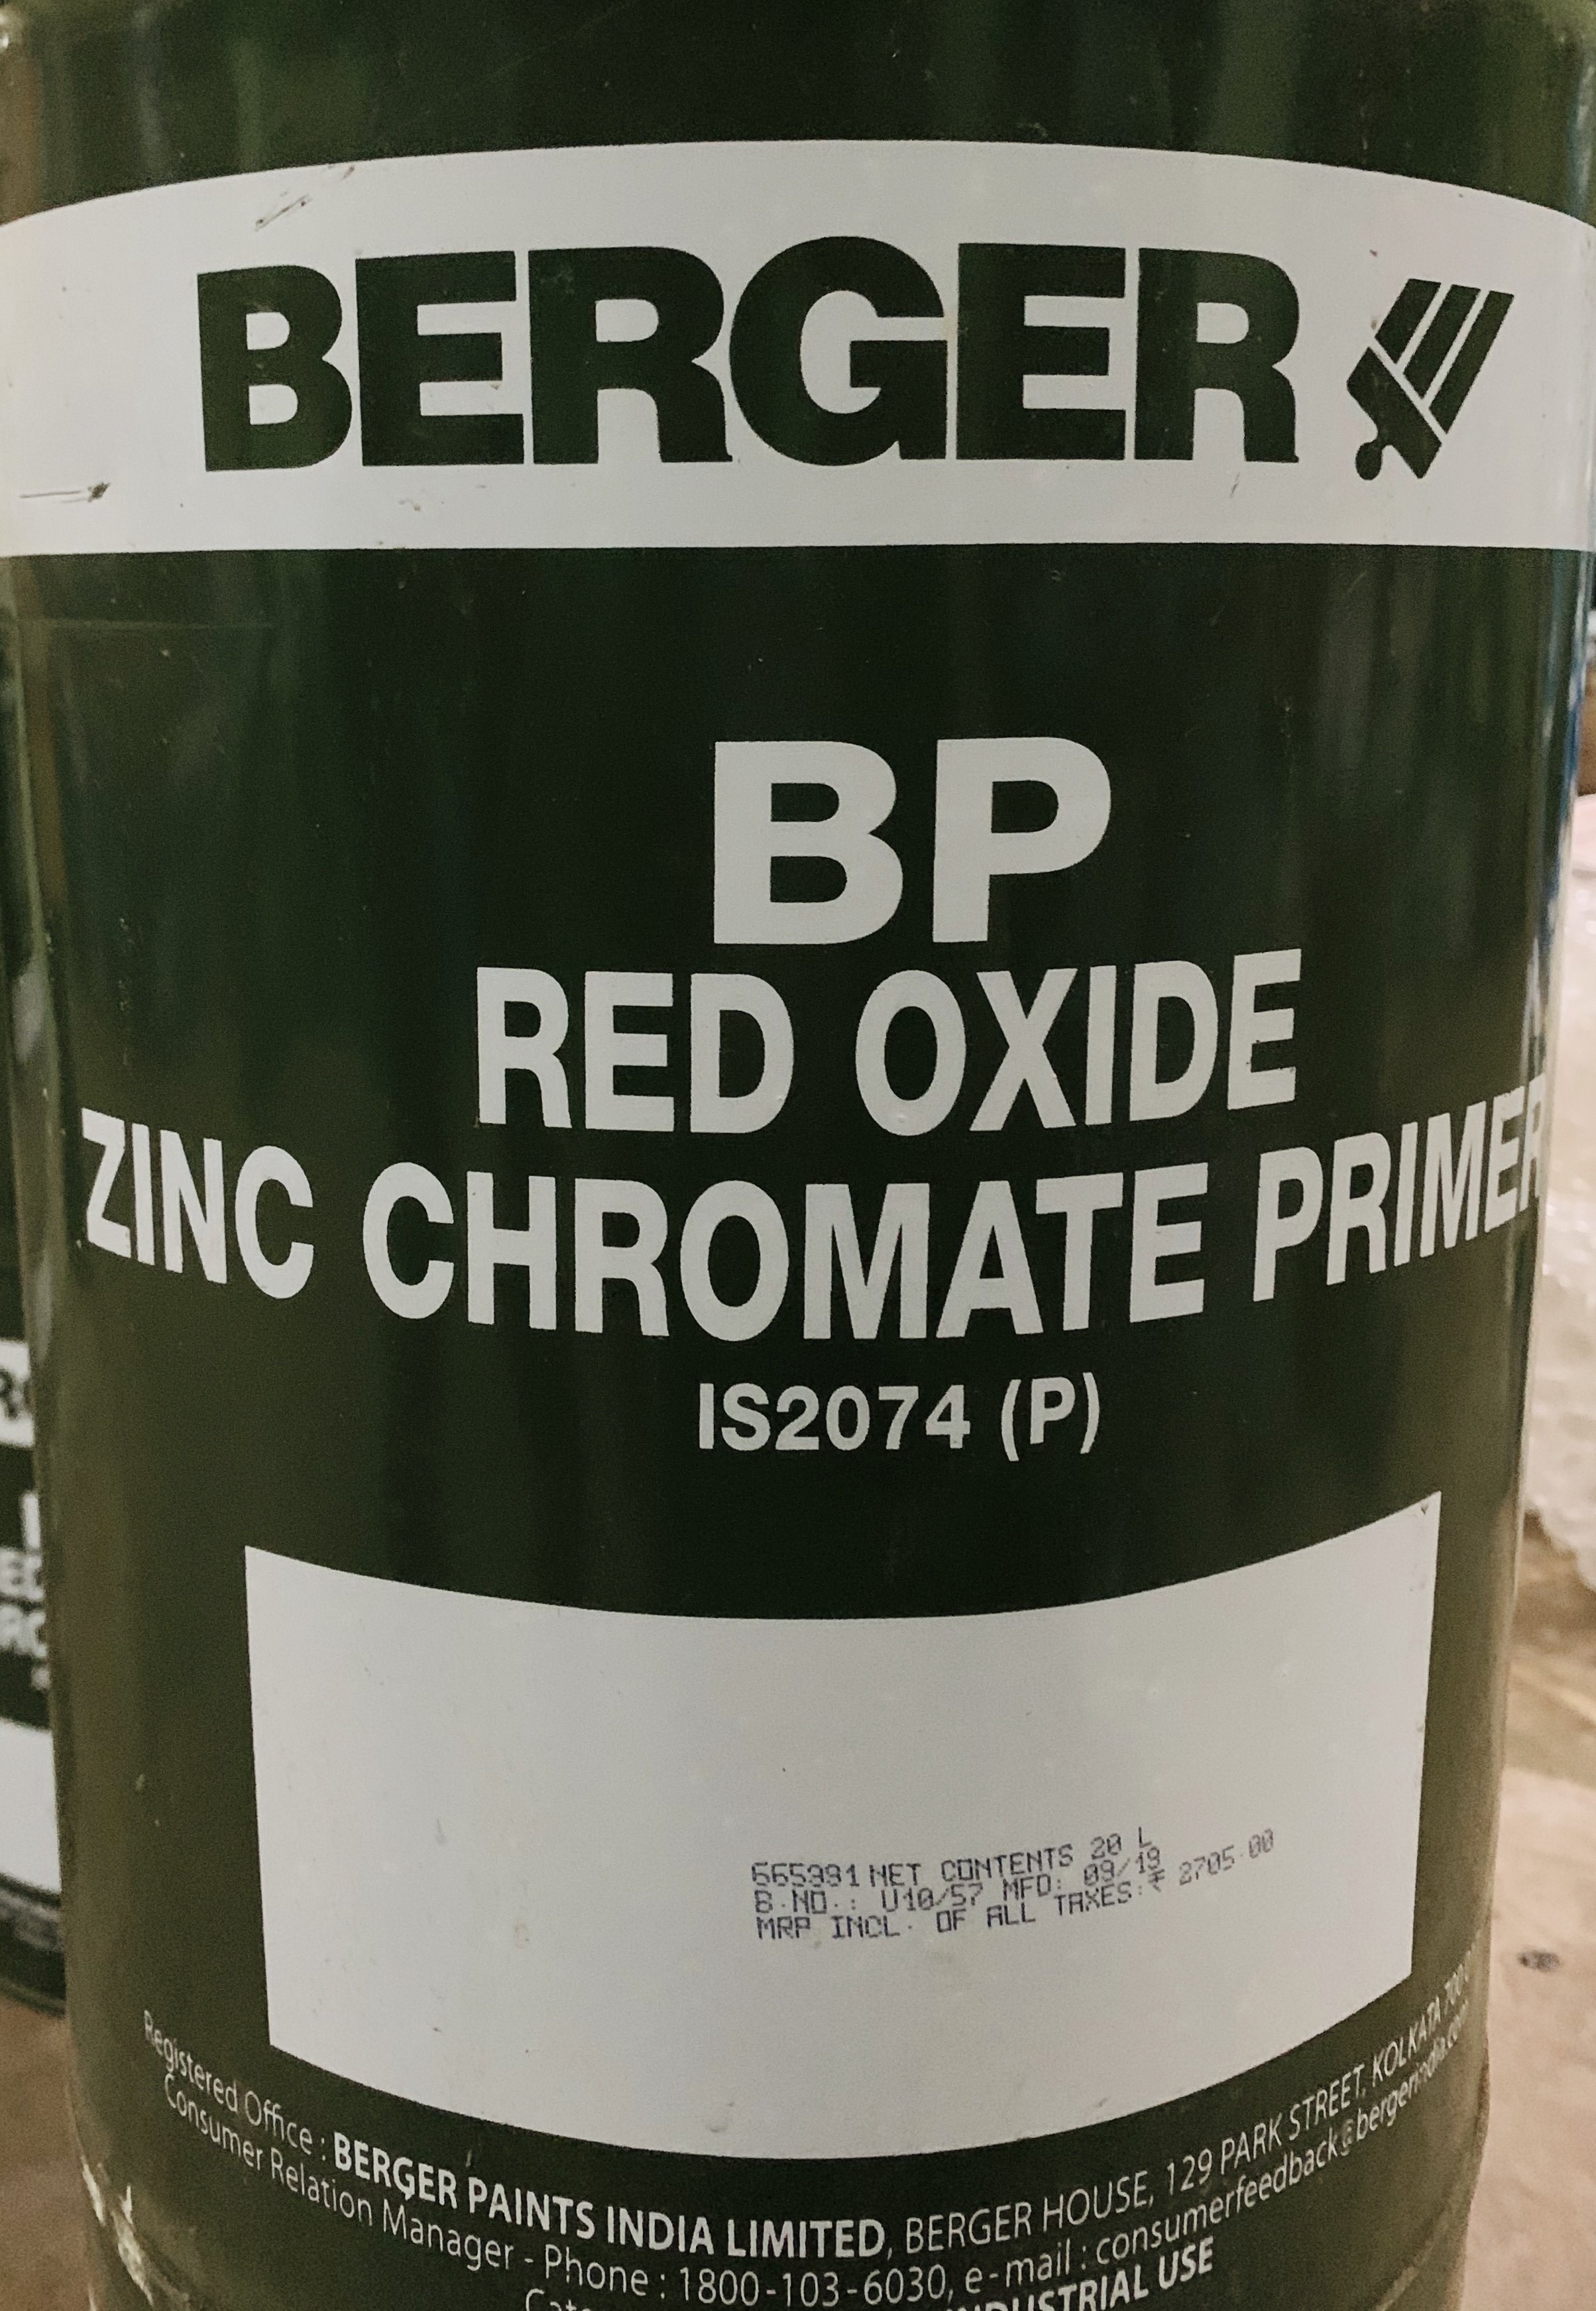 BERGER
BP
RED OXIDE
ZINC CHROMATE PRIMER
IS2074 (P)
565991 NET CONTENTS 20 L
B.NO.: U10/57 MFD: 09/19
MRP INCL. OF ALL TAXES:₹ 2705.00
Registered Office : BERGER PAINTS INDIA LIMITED, BERGER HOUSE, 129 PARK STREET, KOLKATA
Consumer Relation Manager - Phone : 1800-103-6030, e-mail : consumerfeedback@bergerindia.com
INDUSTRIAL USE